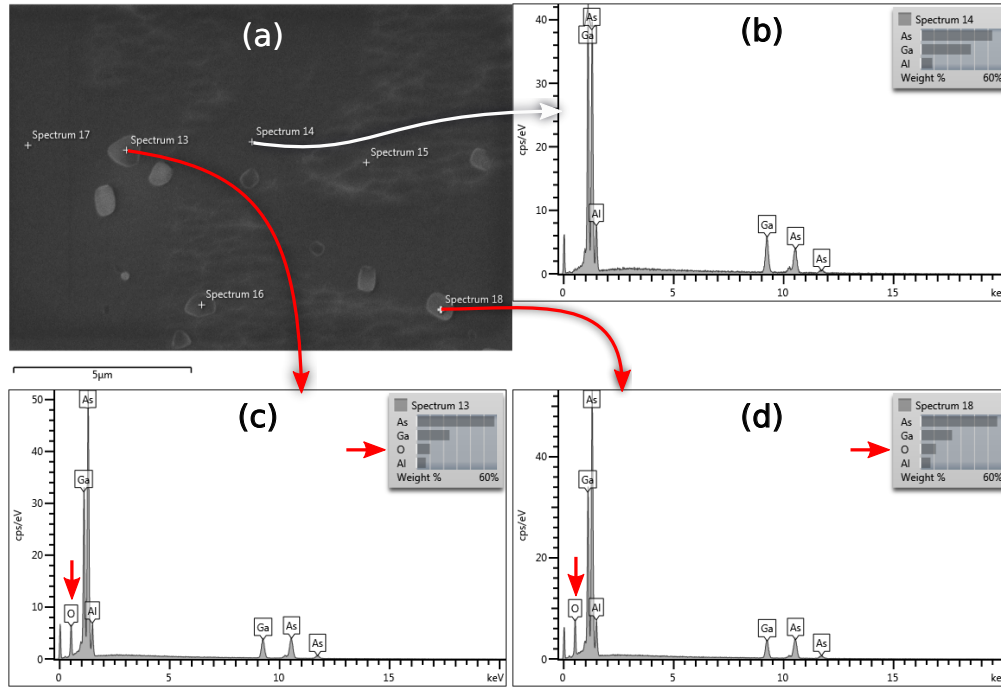 (a)
Spectrum 17
Spectrum 13
Spectrum 14
Spectrum 15
Spectrum 16
Spectrum 18
5µm
(b)
As
Ga
Al
Ga
As
As
Spectrum 14
As
Ga
Al
Weight % 60%
cps/eV
40
30
20
10
0
0 5 10 15 ke
(c)
As
Ga
O
Al
Ga
As
As
Spectrum 13
As
Ga
O
Al
Weight % 60%
cps/eV
50
40
30
20
10
0
0 5 10 15 keV
(d)
As
Ga
O
Al
Ga
As
As
Spectrum 18
As
Ga
O
Al
Weight % 60%
cps/eV
40
20
0
0 5 10 15 ke